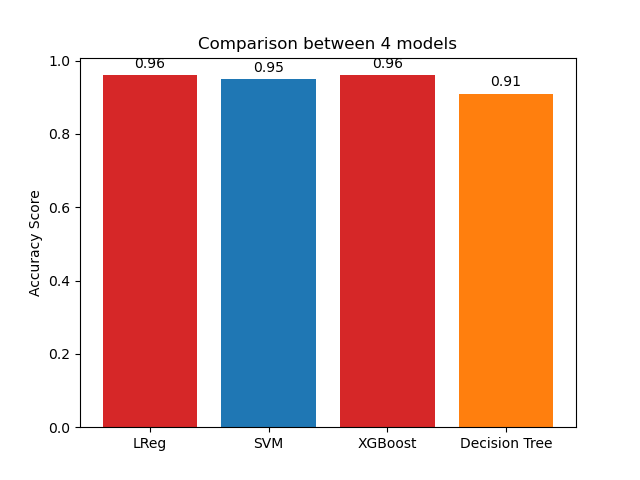 Comparison between 4 models
0.96
0.95
0.96
0.91
1.0
0.8
0.6
0.4
0.2
0.0
Accuracy Score
LReg
SVM
XGBoost
Decision Tree